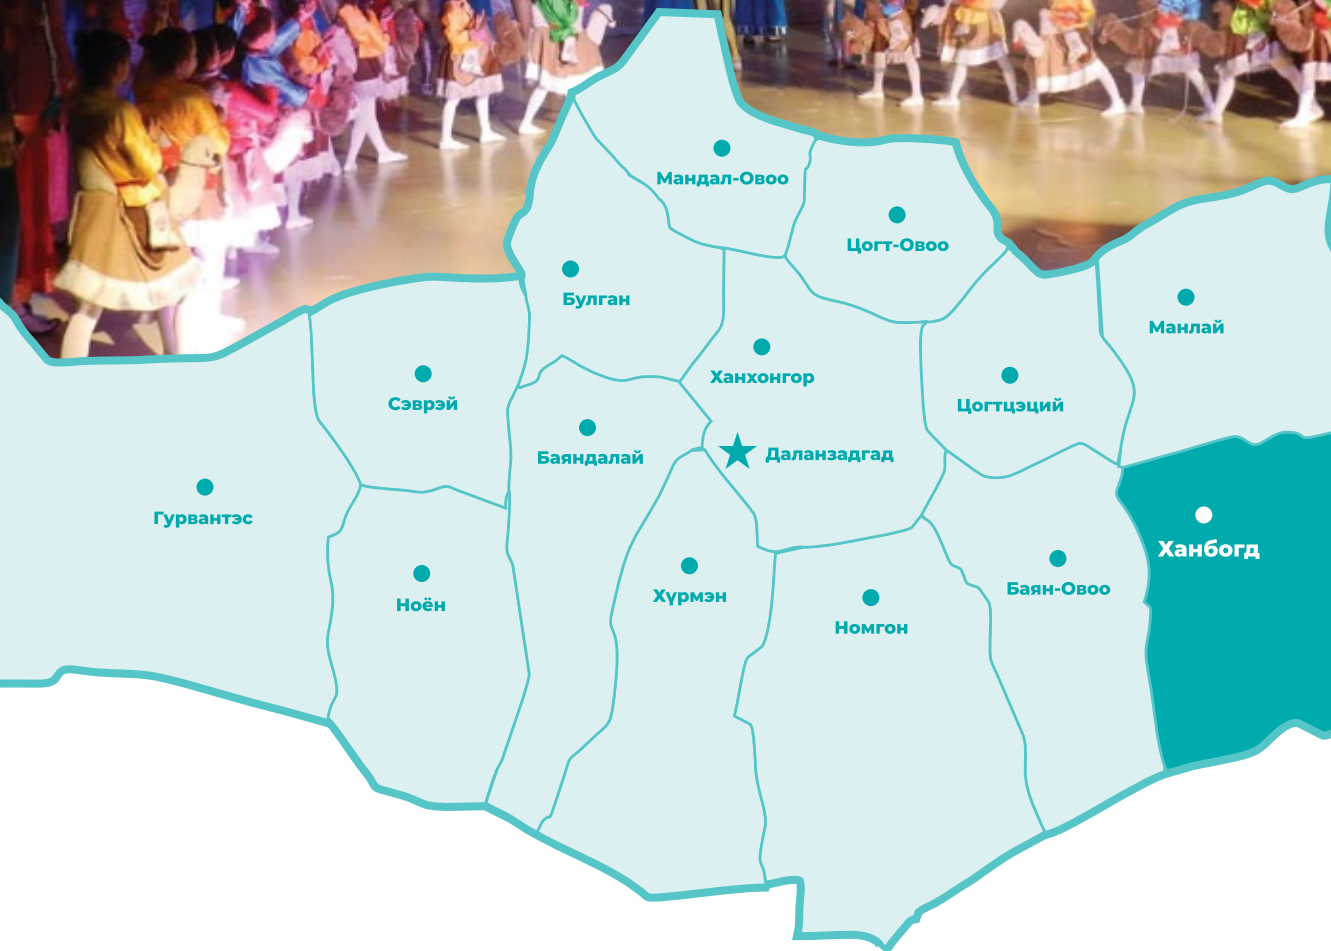 Мандал-Овоо
Цогт-Овоо
Булган
Манлай
Ханхонгор
Сэврэй
Цогтцэций
Баяндалай
Даланзадгад
Гурвантэс
Ханбогд
Хүрмэн
Баян-Овоо
Ноён
Номгон